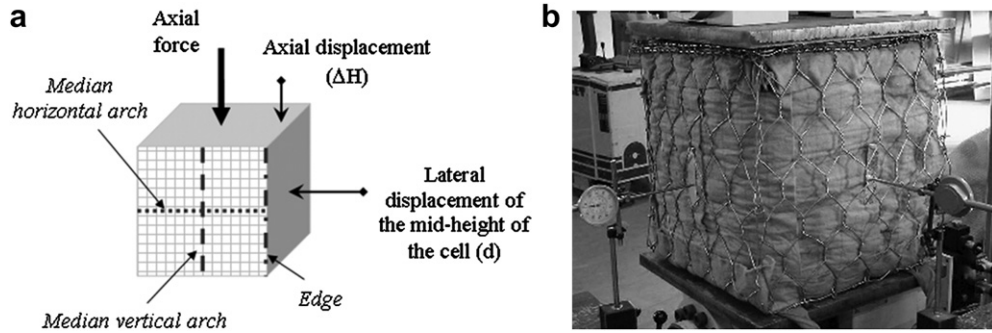 a
Axial
force
Axial displacement
(ΔH)
Median
horizontal arch
Lateral
displacement of
the mid-height of
the cell (d)
Edge
Median vertical arch
b